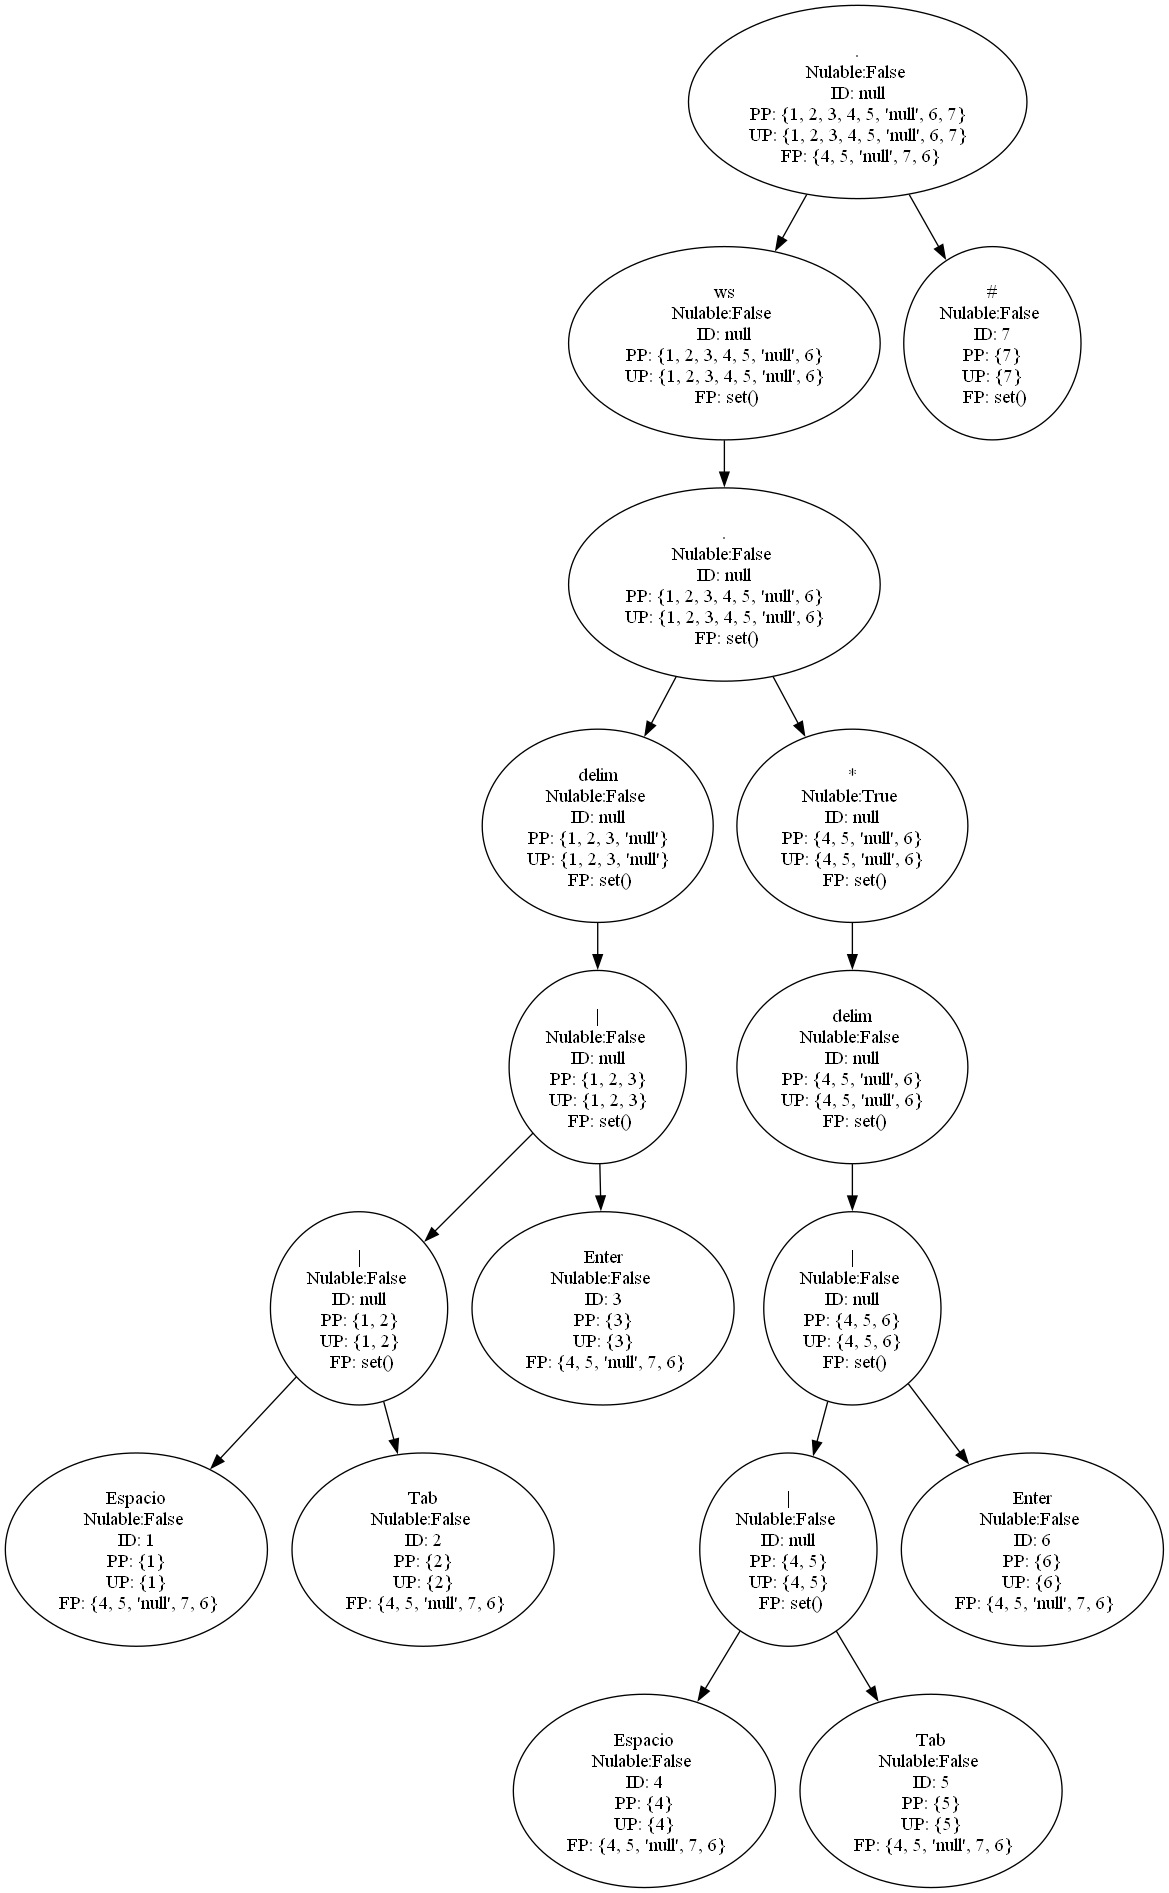 .
Nulable:False
ID: null
PP: {1, 2, 3, 4, 5, 'null', 6, 7}
UP: {1, 2, 3, 4, 5, 'null', 6, 7}
FP: {4, 5, 'null', 7, 6}
ws
Nulable:False
ID: null
PP: {1, 2, 3, 4, 5, 'null', 6}
UP: {1, 2, 3, 4, 5, 'null', 6}
FP: set()
#
Nulable:False
ID: 7
PP: {7}
UP: {7}
FP: set()
.
Nulable:False
ID: null
PP: {1, 2, 3, 4, 5, 'null', 6}
UP: {1, 2, 3, 4, 5, 'null', 6}
FP: set()
delim
Nulable:False
ID: null
PP: {1, 2, 3, 'null'}
UP: {1, 2, 3, 'null'}
FP: set()
*
Nulable:True
ID: null
PP: {4, 5, 'null', 6}
UP: {4, 5, 'null', 6}
FP: set()
|
Nulable:False
ID: null
PP: {1, 2, 3}
UP: {1, 2, 3}
FP: set()
delim
Nulable:False
ID: null
PP: {4, 5, 'null', 6}
UP: {4, 5, 'null', 6}
FP: set()
|
Nulable:False
ID: null
PP: {1, 2}
UP: {1, 2}
FP: set()
Enter
Nulable:False
ID: 3
PP: {3}
UP: {3}
FP: {4, 5, 'null', 7, 6}
|
Nulable:False
ID: null
PP: {4, 5, 6}
UP: {4, 5, 6}
FP: set()
Espacio
Nulable:False
ID: 1
PP: {1}
UP: {1}
FP: {4, 5, 'null', 7, 6}
Tab
Nulable:False
ID: 2
PP: {2}
UP: {2}
FP: {4, 5, 'null', 7, 6}
|
Nulable:False
ID: null
PP: {4, 5}
UP: {4, 5}
FP: set()
Enter
Nulable:False
ID: 6
PP: {6}
UP: {6}
FP: {4, 5, 'null', 7, 6}
Espacio
Nulable:False
ID: 4
PP: {4}
UP: {4}
FP: {4, 5, 'null', 7, 6}
Tab
Nulable:False
ID: 5
PP: {5}
UP: {5}
FP: {4, 5, 'null', 7, 6}